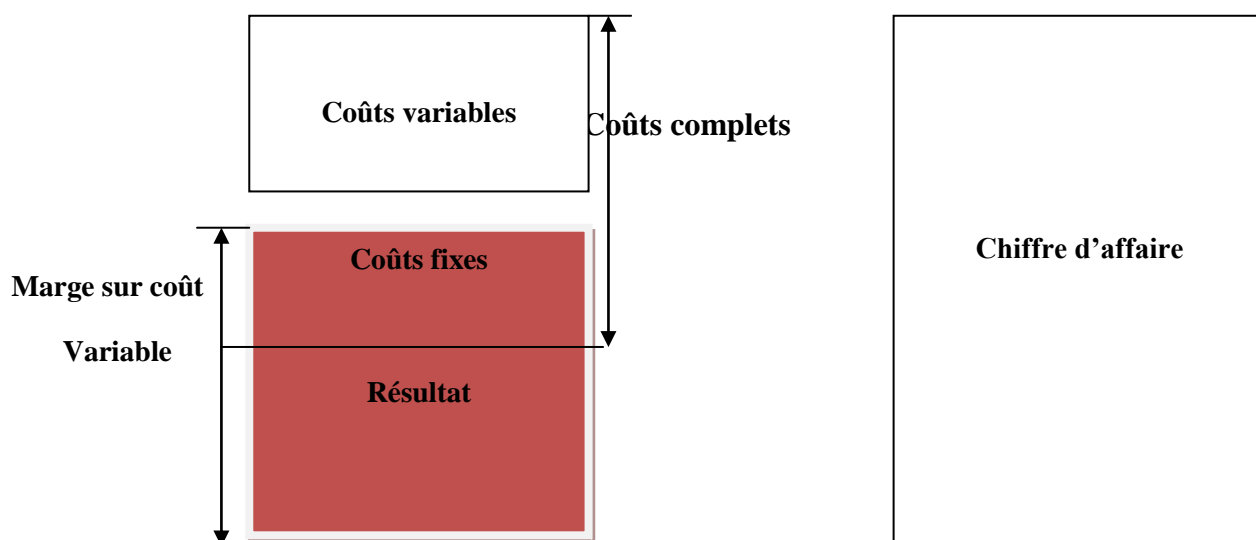 Coûts variables
Coûts complets
Coûts fixes
Chiffre d’affaire
Marge sur coût
Variable
Résultat